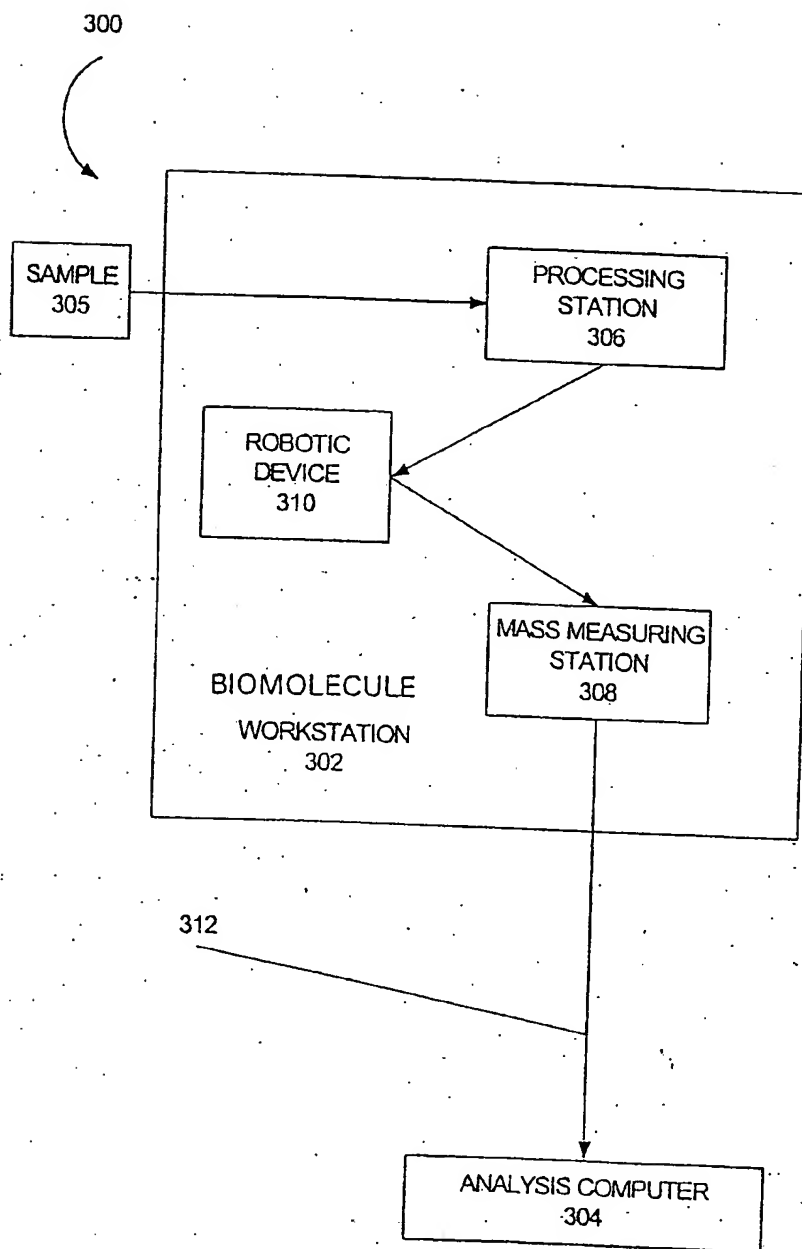 300
SAMPLE
305
PROCESSING
STATION
306
ROBOTIC
DEVICE
310
MASS MEASURING
STATION
308
BIOMOLECULE
WORKSTATION
302
312
ANALYSIS COMPUTER
304